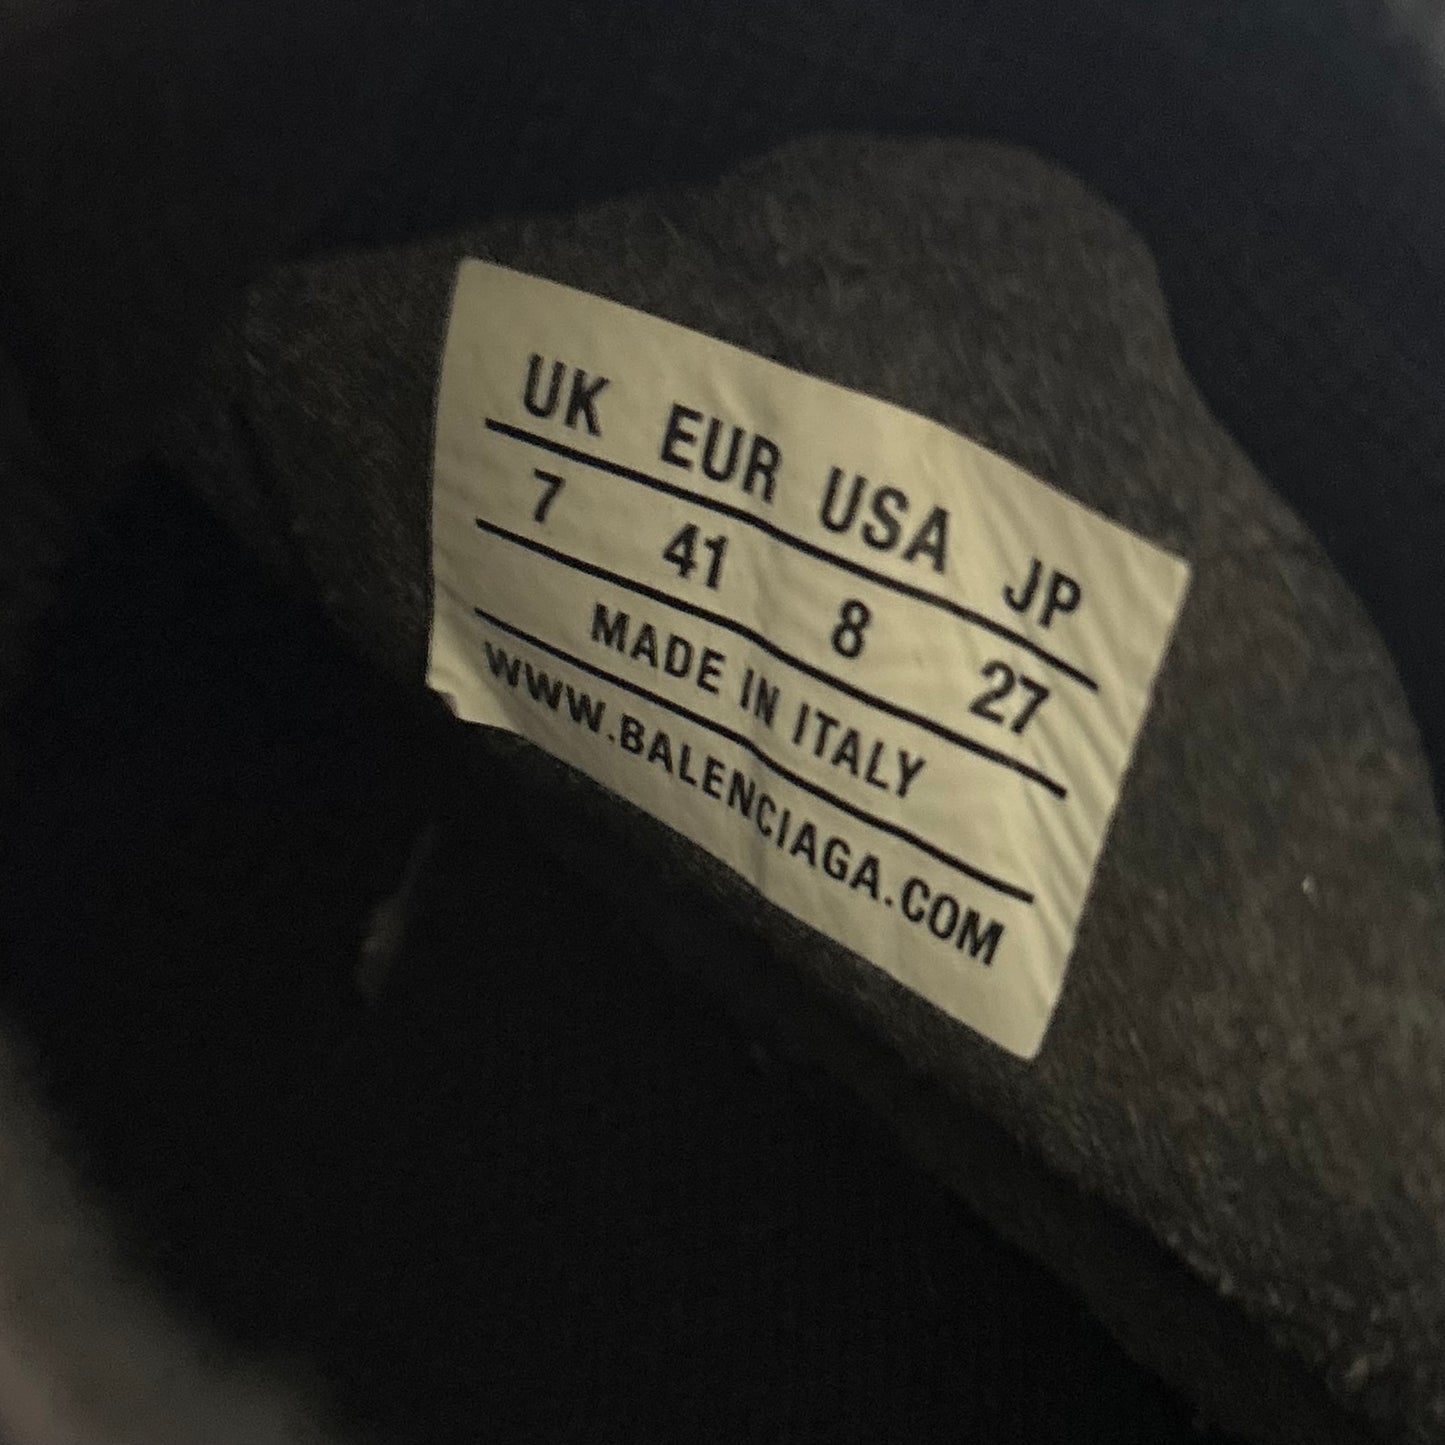 UK EUR USA JP
7 41 8 27
MADE IN ITALY
WWW.BALENCIAGA.COM